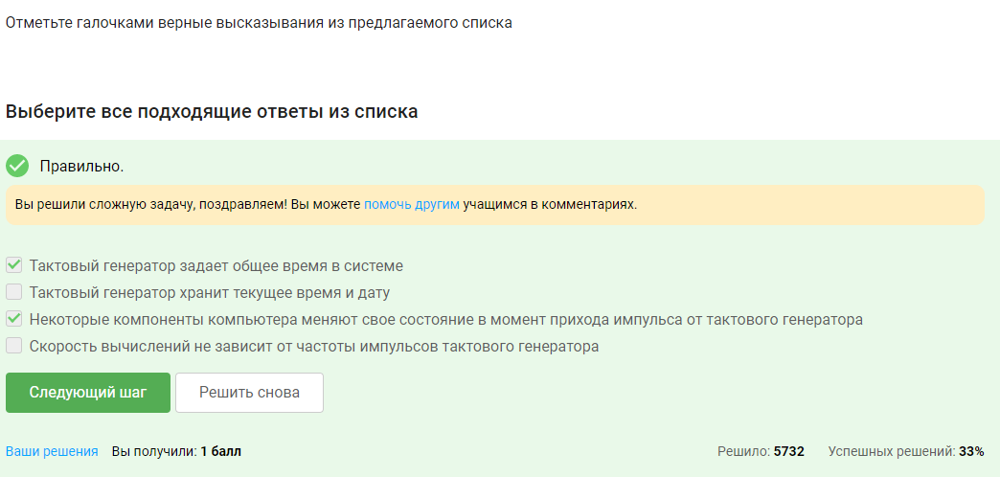 Отметьте галочками верные высказывания из предлагаемого списка
Выберите все подходящие ответы из списка
Правильно.
Вы решили сложную задачу, поздравляем! Вы можете помочь другим учащимся в комментариях.
Тактовый генератор задает общее время в системе
Тактовый генератор хранит текущее время и дату
Некоторые компоненты компьютера меняют свое состояние в момент прихода импульса от тактового генератора
Скорость вычислений не зависит от частоты импульсов тактового генератора
Следующий шаг Решить снова
Ваши решения Вы получили: 1 балл Решило: 5732 Успешных решений: 33%